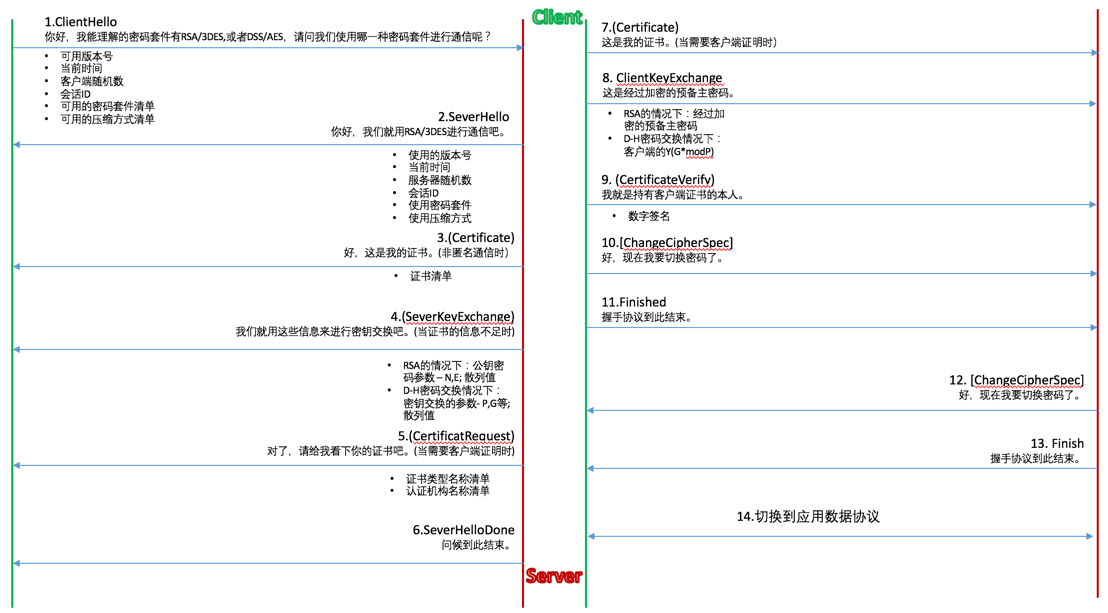 Client
1.ClientHello
你好，我能理解的密码套件有RSA/3DES,或者DSS/AES，请问我们使用哪一种密码套件进行通信呢？
• 可用版本号
• 当前时间
• 客户端随机数
• 会话ID
• 可用的密码套件清单
• 可用的压缩方式清单
2.SeverHello
你好，我们就用RSA/3DES进行通信吧。
• 使用的版本号
• 当前时间
• 服务器随机数
• 会话ID
• 使用密码套件
• 使用压缩方式
3.(Certificate)
好，这是我的证书。(非匿名通信时)
• 证书清单
4.(SeverKeyExchange)
我们就用这些信息来进行密钥交换吧。(当证书的信息不足时)
• RSA的情况下：公钥密
码参数 – N,E; 散列值
• D-H密码交换情况下：
密钥交换的参数- P,G等;
散列值
5.(CertificatRequest)
对了，请给我看下你的证书吧。(当需要客户端证明时)
• 证书类型名称清单
• 认证机构名称清单
6.SeverHelloDone
问候到此结束。
Server
7.(Certificate)
这是我的证书。(当需要客户端证明时)
8. ClientKeyExchange
这是经过加密的预备主密码。
• RSA的情况下：经过加
密的预备主密码
• D-H密码交换情况下：
客户端的Y(G*modP)
9. (CertificateVerify)
我就是持有客户端证书的本人。
• 数字签名
10.[ChangeCipherSpec]
好，现在我要切换密码了。
11.Finished
握手协议到此结束。
12. [ChangeCipherSpec]
好，现在我要切换密码了。
13. Finish
握手协议到此结束。
14.切换到应用数据协议